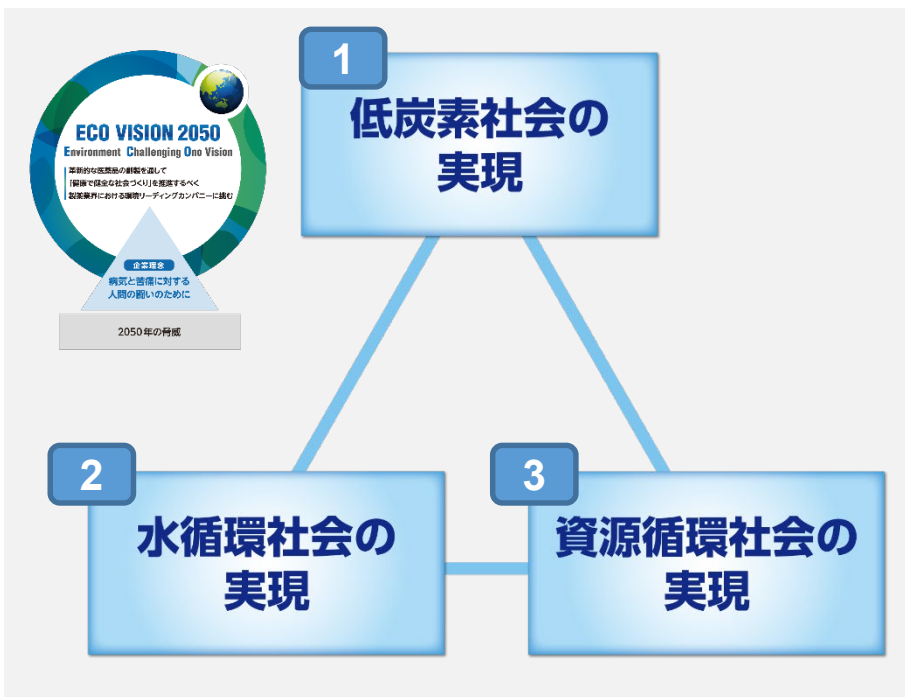 1
低炭素社会の
実現
ECO VISION 2050
Environment Challenging Ono Vision
革新的な医薬品の創製を通して
「健康で健全な社会づくり」を推進するべく
製薬業界における環境リーディングカンパニーに挑む
企業理念
病気と苦痛に対する
人間の闘いのために
2050年の脅威
2
水循環社会の
実現
3
資源循環社会の
実現